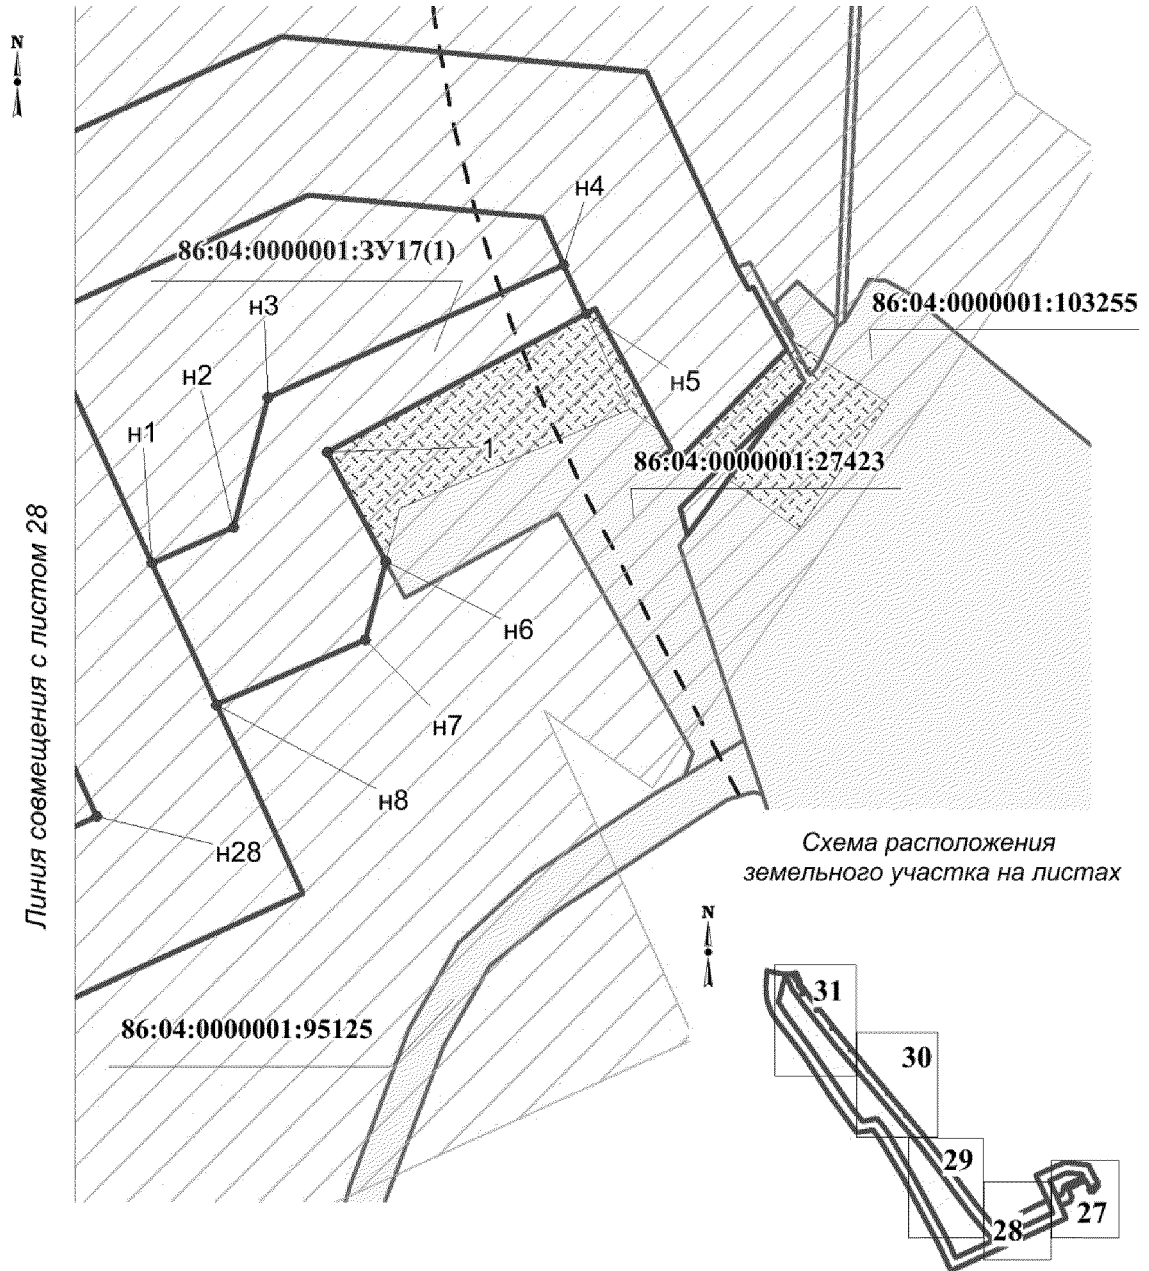 N
н4
86:04:0000001:ЗУ17(1)
н3
86:04:0000001:103255
н2
н5
н1
1
86:04:0000001:27423
Линия совмещения с листом 28
н6
н7
н8
н28
Схема расположения
земельного участка на листах
N
31
86:04:0000001:95125
30
29
27
28